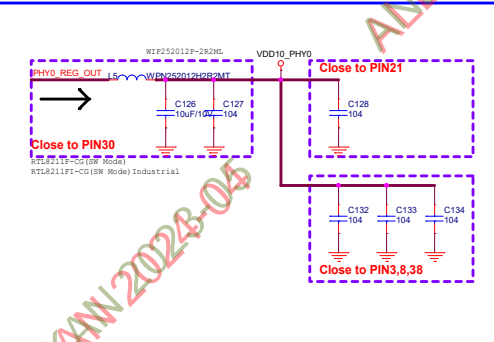 WIP252012P-2R2ML
VDD10_PHY0
Close to PIN21
PHY0_REG_OUT
L5
WPN252012H2R2MT
C126
10uF/10V
C127
104
C128
104
Close to PIN30
RTL8211F-CG(SW Mode)
RTL8211FI-CG(SW Mode)Industrial
C132
104
C133
104
C134
104
Close to PIN3,8,38